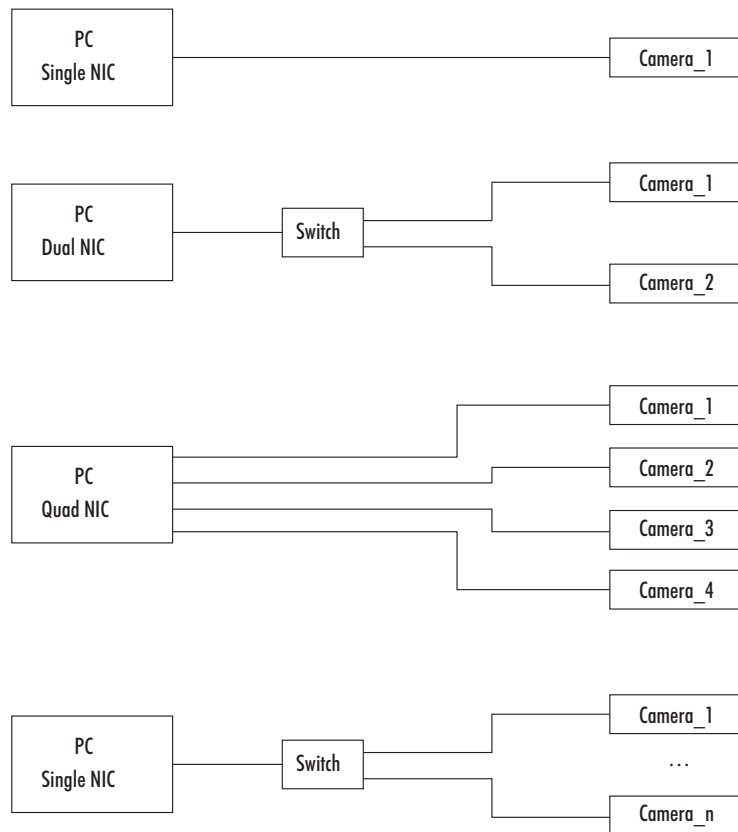 PC
Single NIC
Camera_1
PC
Dual NIC
Switch
Camera_1
Camera_2
PC
Quad NIC
Camera_1
Camera_2
Camera_3
Camera_4
PC
Single NIC
Switch
Camera_1
...
Camera_n